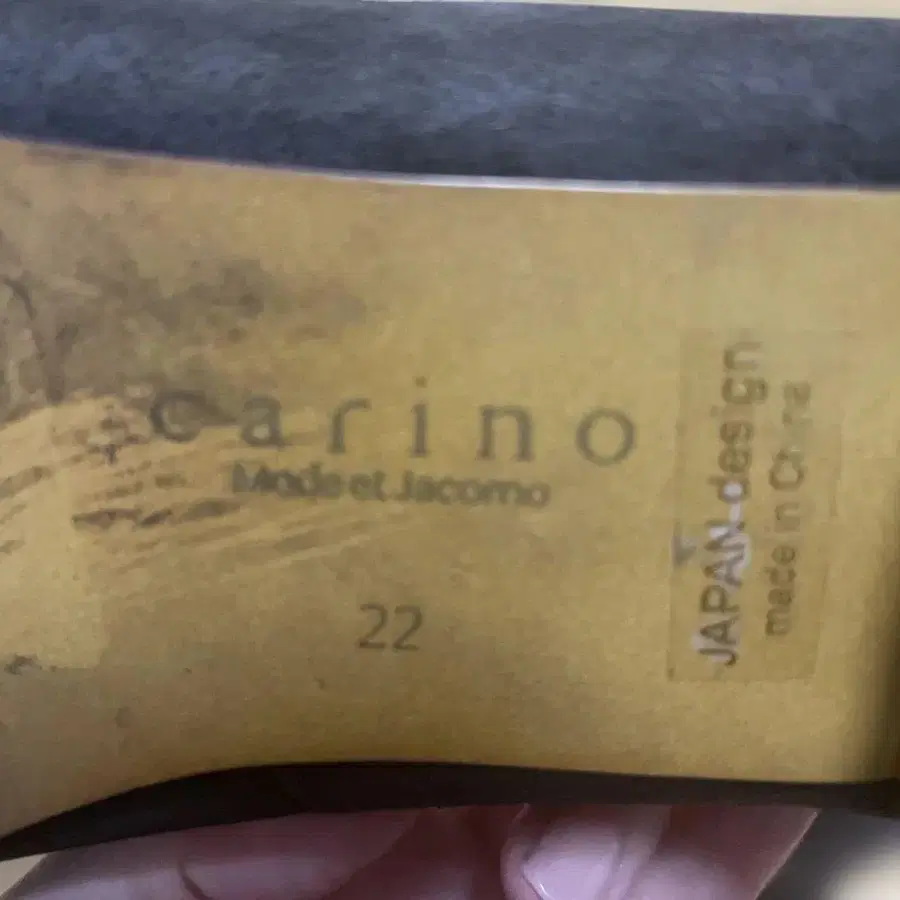 carino
Mode et Jacomo
22
JAPAN design
made in China